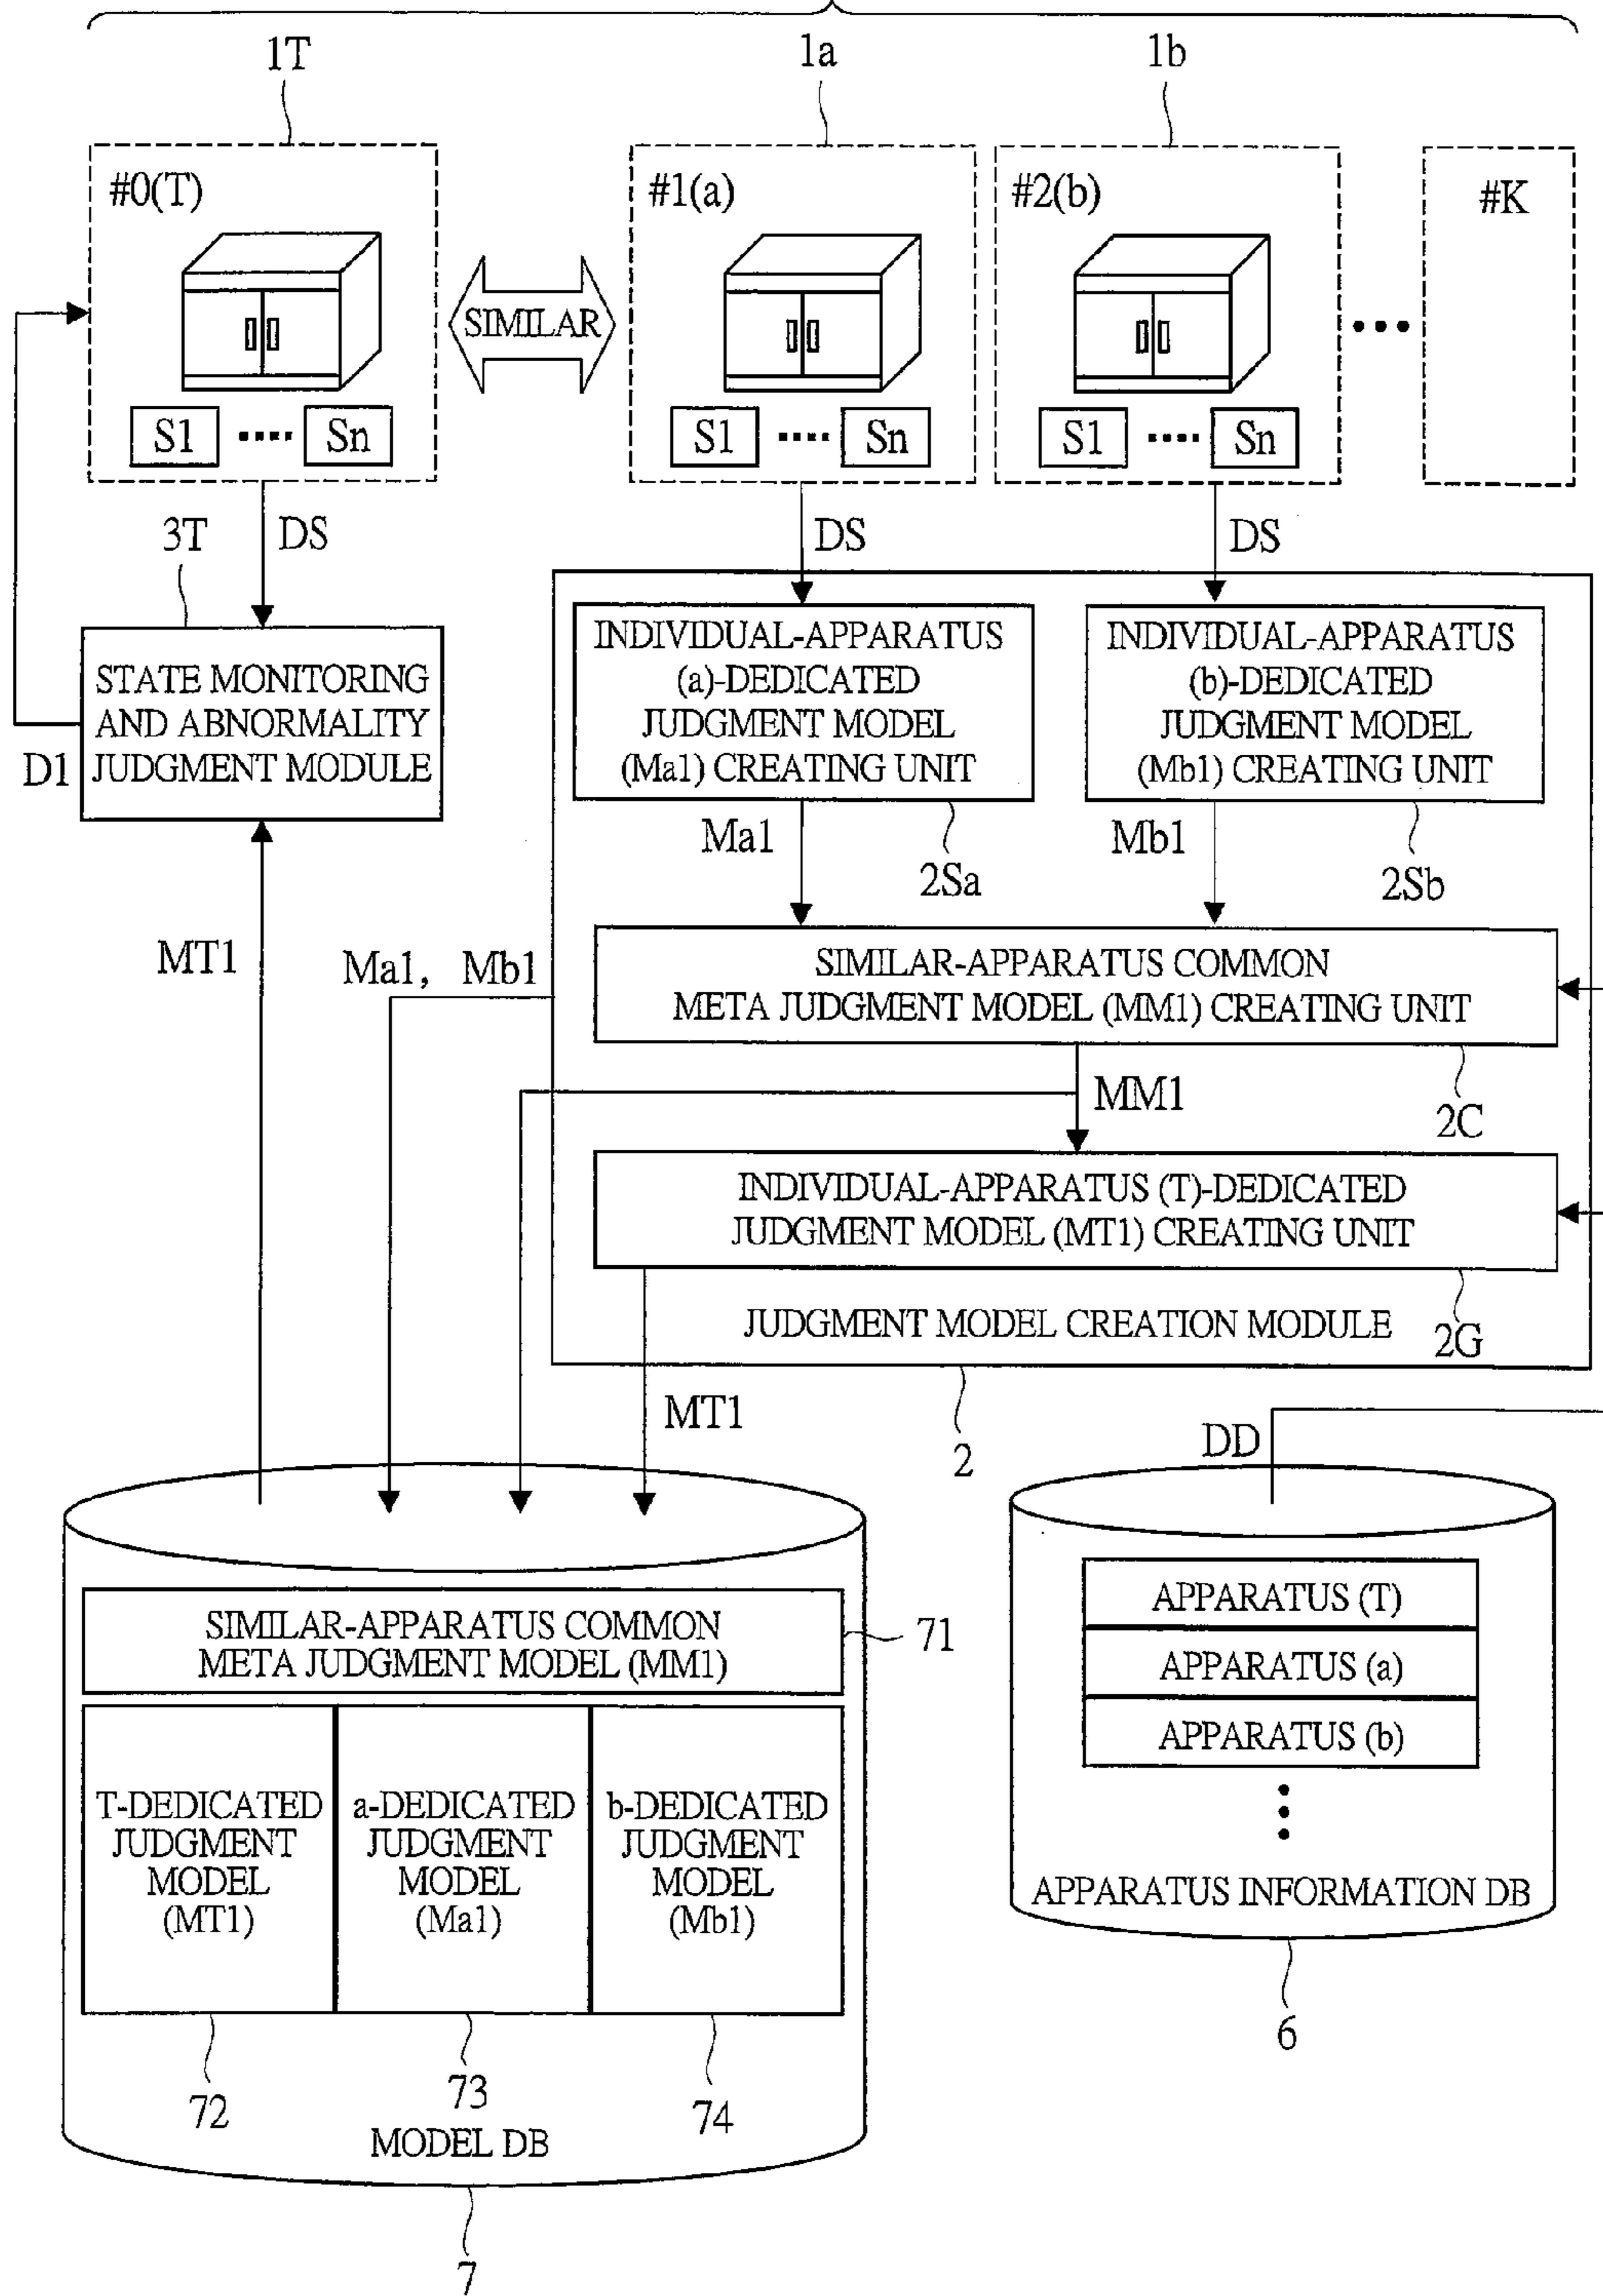 1T
1a
1b
#0(T)
#1(a)
#2(b)
#K
SIMILAR
S1
Sn
S1
Sn
S1
Sn
3T
DS
DS
DS
STATE MONITORING
AND ABNORMALITY
JUDGMENT MODULE
D1
INDIVIDUAL-APPARATUS
(a)-DEDICATED
JUDGMENT MODEL
(Ma1) CREATING UNIT
INDIVIDUAL-APPARATUS
(b)-DEDICATED
JUDGMENT MODEL
(Mb1) CREATING UNIT
Ma1
2Sa
Mb1
2Sb
MT1
Ma1, Mb1
SIMILAR-APPARATUS COMMON
META JUDGMENT MODEL (MM1) CREATING UNIT
MM1
2C
INDIVIDUAL-APPARATUS (T)-DEDICATED
JUDGMENT MODEL (MT1) CREATING UNIT
JUDGMENT MODEL CREATION MODULE
2G
MT1
2
DD
SIMILAR-APPARATUS COMMON
META JUDGMENT MODEL (MM1)
71
T-DEDICATED
JUDGMENT
MODEL
(MT1)
a-DEDICATED
JUDGMENT
MODEL
(Ma1)
b-DEDICATED
JUDGMENT
MODEL
(Mb1)
72
73
74
MODEL DB
7
APPARATUS (T)
APPARATUS (a)
APPARATUS (b)
APPARATUS INFORMATION DB
6